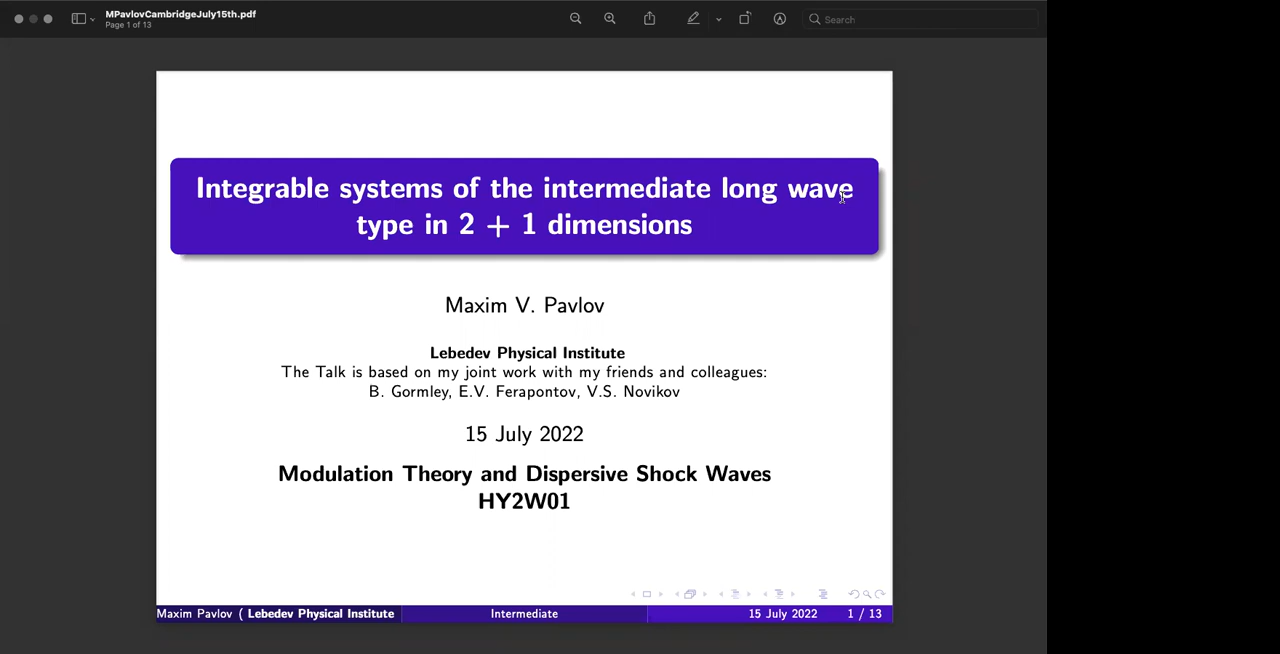 MPavlovCambridgeJuly15th.pdf
Page 1 of 13
Search
Integrable systems of the intermediate long wave
type in 2 + 1 dimensions
Maxim V. Pavlov
Lebedev Physical Institute
The Talk is based on my joint work with my friends and colleagues:
B. Gormley, E.V. Ferapontov, V.S. Novikov
15 July 2022
Modulation Theory and Dispersive Shock Waves
HY2W01
Maxim Pavlov ( Lebedev Physical Institute
Intermediate
15 July 2022
1 / 13